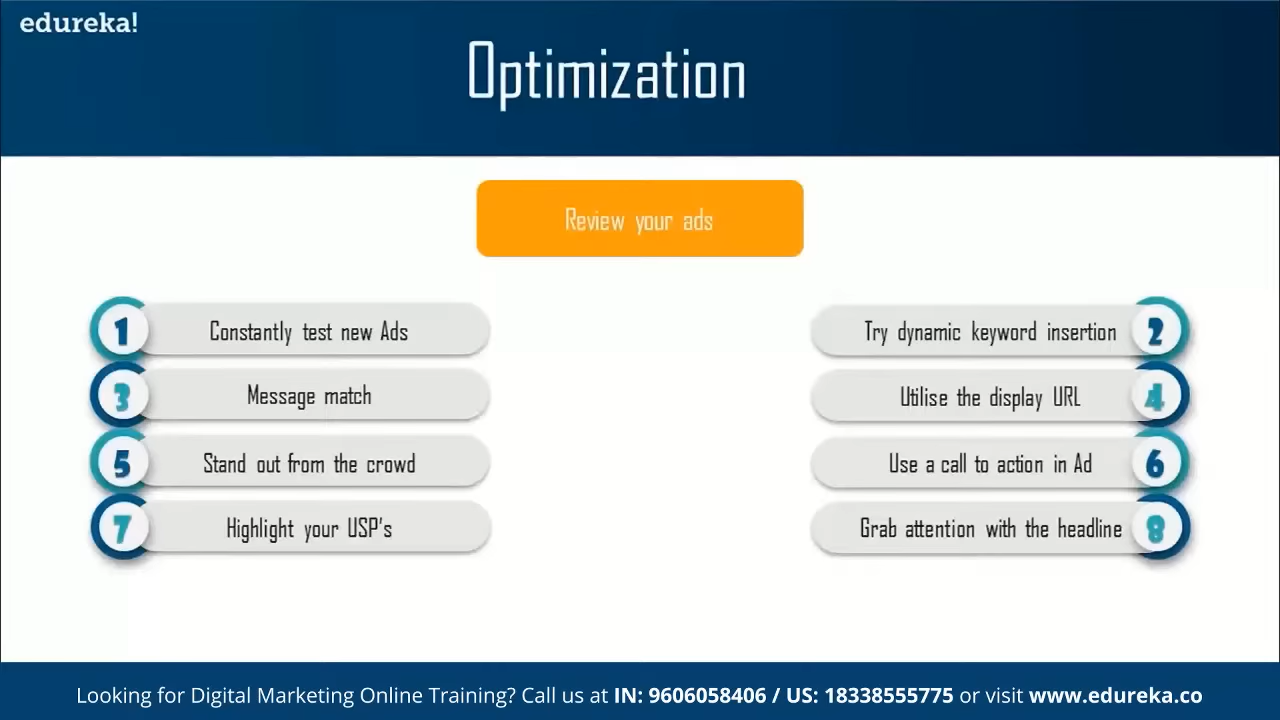 edureka!
Optimization
Review your ads
1 Constantly test new Ads
Try dynamic keyword insertion 2
3 Message match
Utilise the display URL 4
5 Stand out from the crowd
Use a call to action in Ad 6
7 Highlight your USP's
Grab attention with the headline 8
Looking for Digital Marketing Online Training? Call us at IN: 9606058406 / US: 18338555775 or visit www.edureka.co